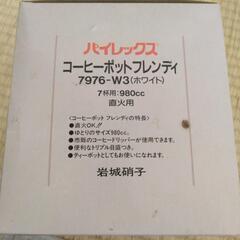 パイレックス
コーヒーポットフレンディ
7976-W3(ホワイト)
7杯用:980cc
直火用
〈コーヒーポット フレンディの特長〉
●直火OK!!
●ゆとりのサイズ980cc。
●市販のコーヒードリッパーが使用できます。
●便利なトリプル目盛つき。
●ティーポットとしてもお使いになれます。
岩城硝子